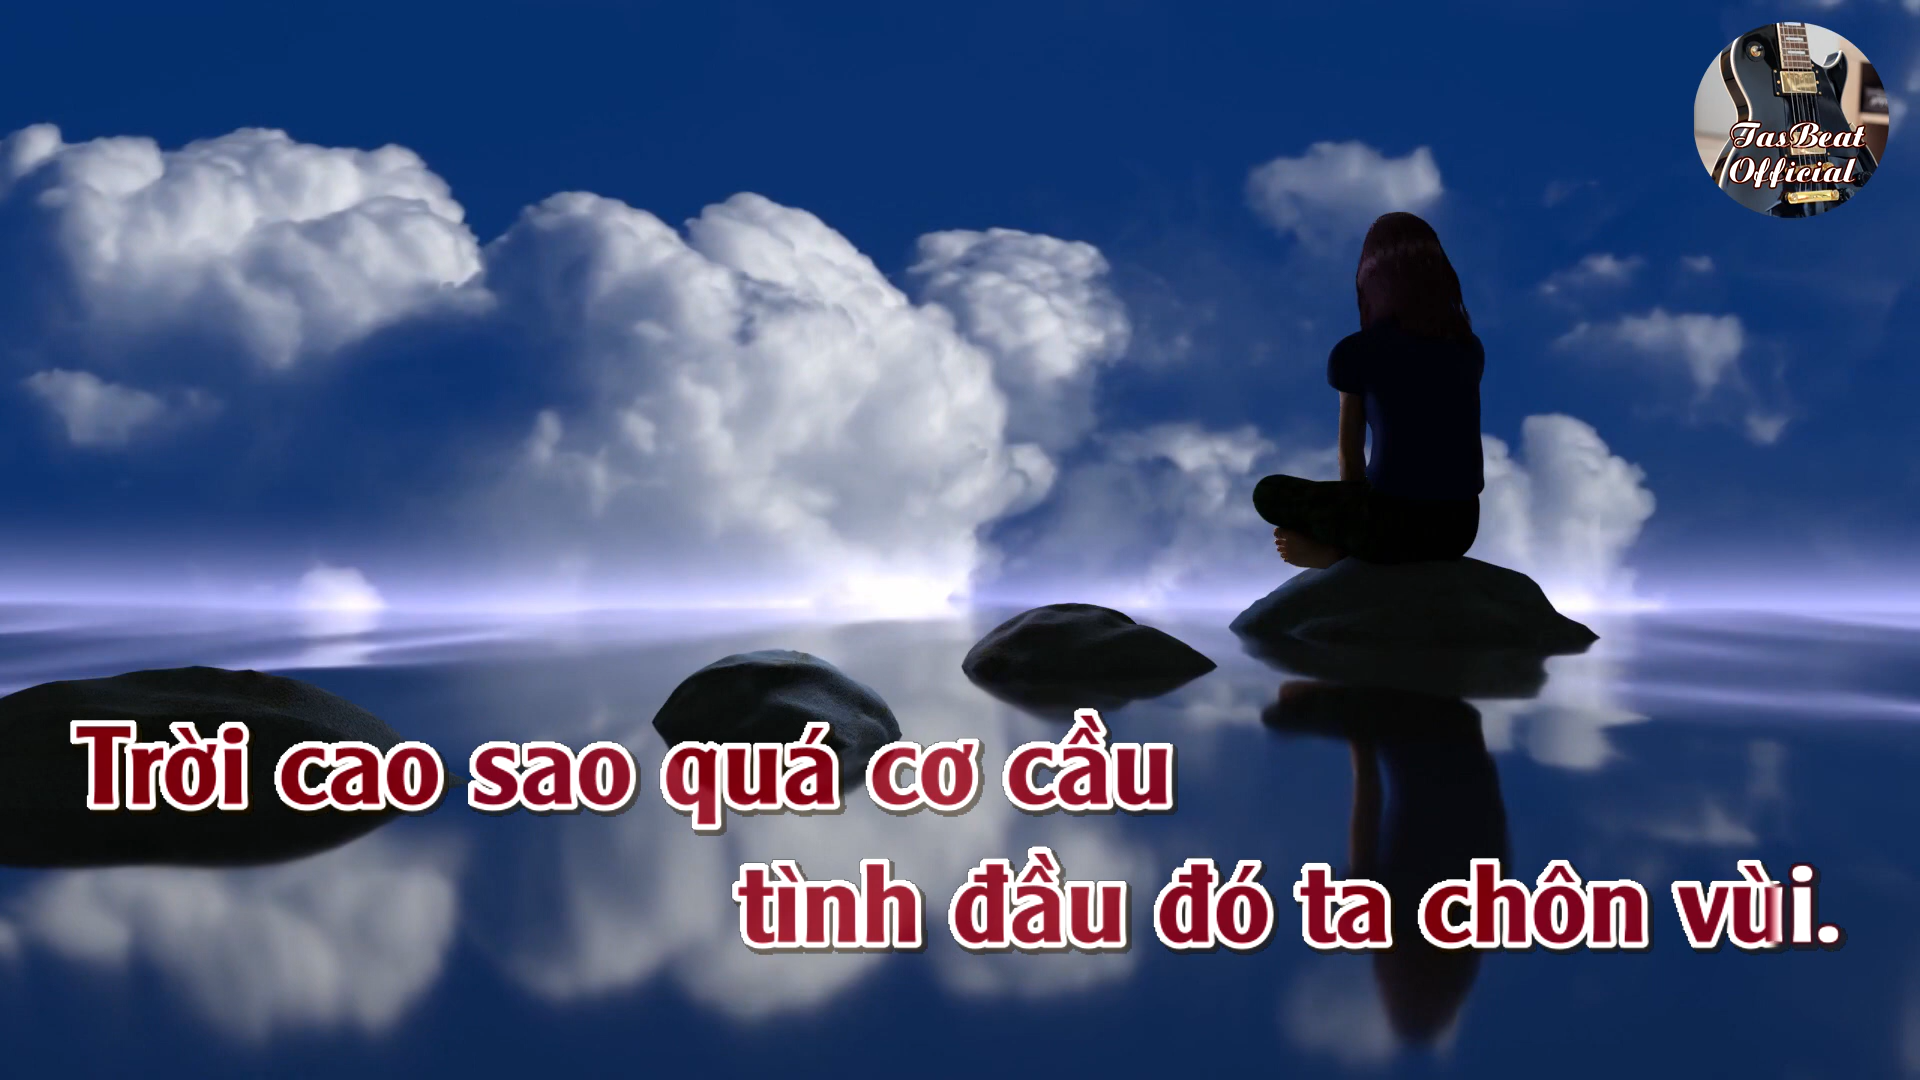 TasBeat
Official
Trời cao sao quá cơ cầu
tình đầu đó ta chôn vùi.